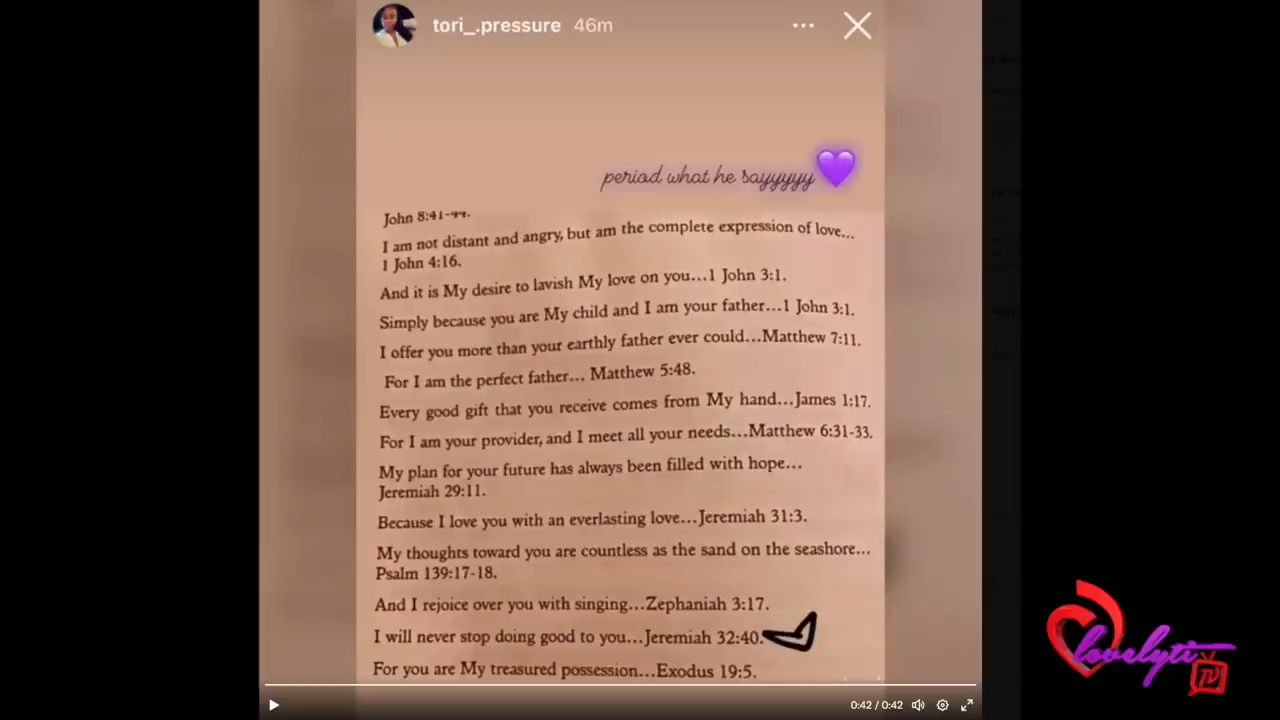 tori_.pressure 46m
period what he sayyyyy
John 8:41-44.
I am not distant and angry, but am the complete expression of love...
1 John 4:16.
And it is My desire to lavish My love on you...1 John 3:1.
Simply because you are My child and I am your father...1 John 3:1.
I offer you more than your earthly father ever could...Matthew 7:11.
For I am the perfect father... Matthew 5:48.
Every good gift that you receive comes from My hand...James 1:17.
For I am your provider, and I meet all your needs...Matthew 6:31-33.
My plan for your future has always been filled with hope...
Jeremiah 29:11.
Because I love you with an everlasting love...Jeremiah 31:3.
My thoughts toward you are countless as the sand on the seashore...
Psalm 139:17-18.
And I rejoice over you with singing...Zephaniah 3:17.
I will never stop doing good to you...Jeremiah 32:40.
For you are My treasured possession...Exodus 19:5.
0:42 / 0:42
lovelyti
TV